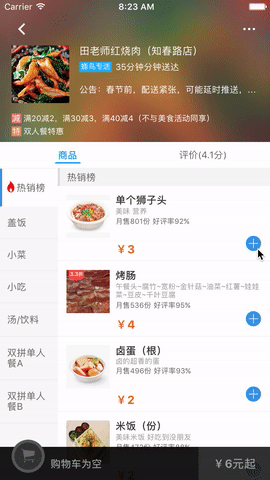 Carrier
8:23 AM
田老师红烧肉（知春路店）
蜂鸟专送 35分钟分钟送达
公告：春节前，配送紧张，可能延时推送，...
减 满20减2、满30减3、满40减4（不与美食活动同享）
特 双人餐特惠
商品 评价(4.1分)
热销榜
热销榜
盖饭
小菜
小吃
汤/饮料
双拼单人餐A
双拼单人餐B
单个狮子头
美味 营养
月售801份 好评率92%
¥3
3.3折
烤肠
午餐头~腐竹~宽粉~金针菇~油菜~红薯~娃娃菜~豆皮~千叶豆腐
月售536份 好评率95%
¥4
卤蛋（根）
卤的超香的蛋
月售496份 好评率93%
¥2
米饭（份）
美味米饭 好吃到没朋友
购物车为空
¥6元起